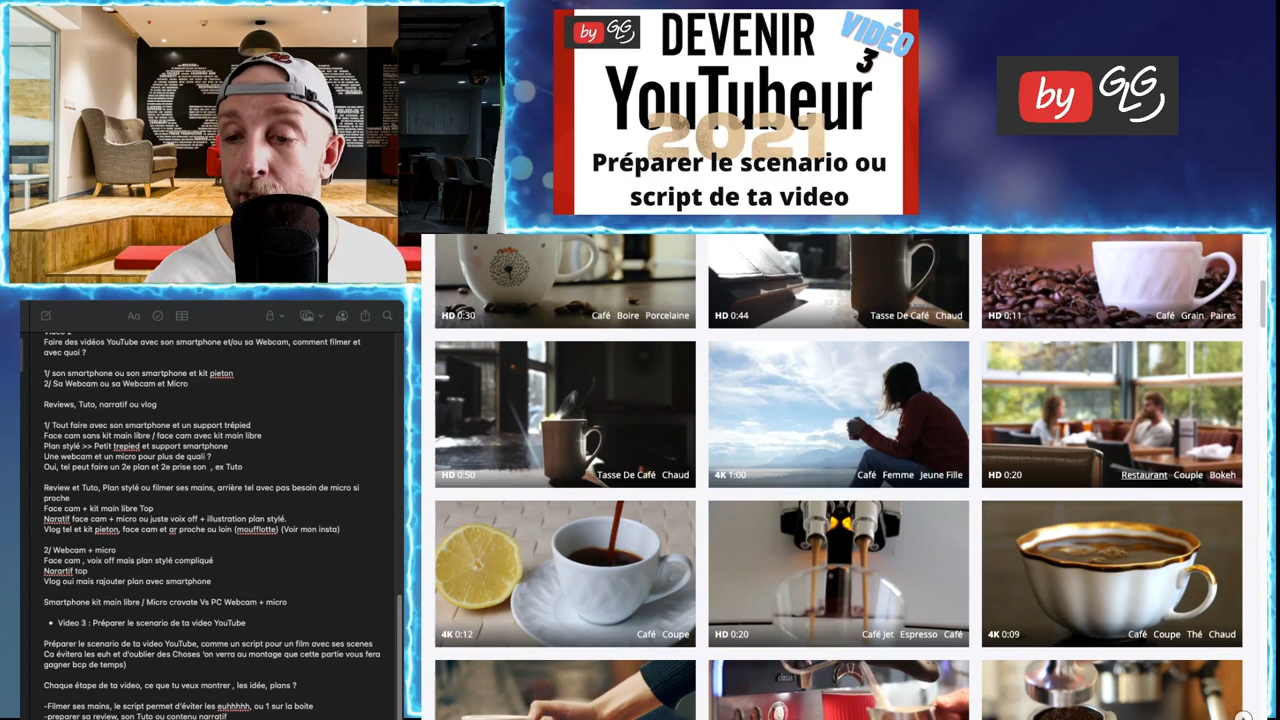 by GLG
DEVENIR
VIDÉO
3
YouTubeur
2021
Préparer le scenario ou
script de ta video
by GLG
Aa
Video 2
Faire des vidéos YouTube avec son smartphone et/ou sa Webcam, comment filmer et
avec quoi ?
1/ son smartphone ou son smartphone et kit pieton
2/ Sa Webcam ou sa Webcam et Micro
Reviews, Tuto, narratif ou vlog
1/ Tout faire avec son smartphone et un support trépied
Face cam sans kit main libre / face cam avec kit main libre
Plan stylé >> Petit trepied et support smartphone
Une webcam et un micro pour plus de quali ?
Oui, tel peut faire un 2e plan et 2e prise son , ex Tuto
Review et Tuto, Plan stylé ou filmer ses mains, arrière tel avec pas besoin de micro si
proche
Face cam + kit main libre Top
Naratif face cam + micro ou juste voix off + illustration plan stylé.
Vlog tel et kit pieton, face cam et ar proche ou loin (moufflotte) (Voir mon insta)
2/ Webcam + micro
Face cam , voix off mais plan stylé compliqué
Narartif top
Vlog oui mais rajouter plan avec smartphone
Smartphone kit main libre / Micro cravate Vs PC Webcam + micro
• Video 3 : Préparer le scenario de ta video YouTube
Préparer le scenario de ta video YouTube, comme un script pour un film avec ses scenes
Ca évitera les euh et d'oublier des Choses 'on verra au montage que cette partie vous fera
gagner bcp de temps)
Chaque étape de ta video, ce que tu veux montrer , les idée, plans ?
-Filmer ses mains, le script permet d'éviter les euhhhhh, ou 1 sur la boite
-preparer sa review, son Tuto ou contenu narratif
HD 0:30 Café Boire Porcelaine
HD 0:44 Tasse De Café Chaud
HD 0:11 Café Grain Paires
HD 0:50 Tasse De Café Chaud
4K 1:00 Café Femme Jeune Fille
HD 0:20 Restaurant Couple Bokeh
4K 0:12 Café Coupe
HD 0:20 Café Jet Espresso Café
4K 0:09 Café Coupe Thé Chaud
classic